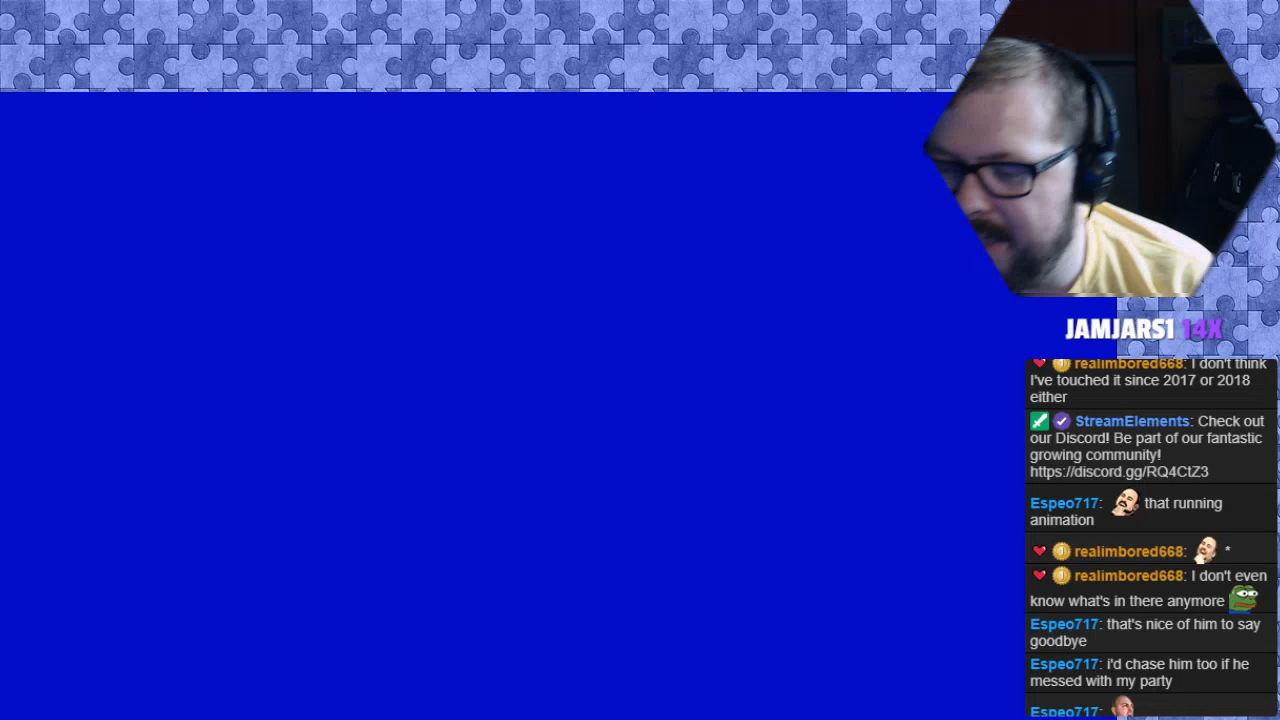 JAMJARS1 14X
realimbored668: I don't think
I've touched it since 2017 or 2018
either
StreamElements: Check out
our Discord! Be part of our fantastic
growing community!
https://discord.gg/RQ4CtZ3
Espeo717: that running
animation
realimbored668: *
realimbored668: I don't even
know what's in there anymore
Espeo717: that's nice of him to say
goodbye
Espeo717: i'd chase him too if he
messed with my party
Espeo717: